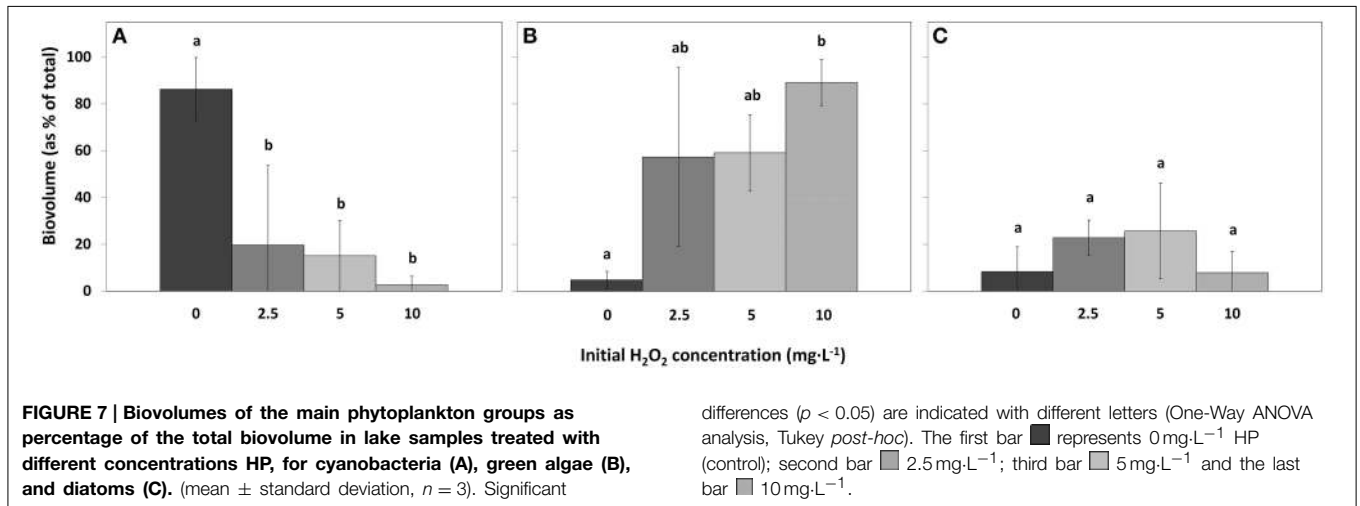 A
B
C
Biovolume (as % of total)
100
80
60
40
20
0
a
b
b
b
a
ab
ab
b
a
a
a
a
0 2.5 5 10
0 2.5 5 10
0 2.5 5 10
Initial H₂O₂ concentration (mg·L⁻¹)
FIGURE 7 | Biovolumes of the main phytoplankton groups as
percentage of the total biovolume in lake samples treated with
different concentrations HP, for cyanobacteria (A), green algae (B),
and diatoms (C). (mean ± standard deviation, n = 3). Significant
differences (p < 0.05) are indicated with different letters (One-Way ANOVA
analysis, Tukey post-hoc). The first bar represents 0 mg·L⁻¹ HP
(control); second bar 2.5 mg·L⁻¹; third bar 5 mg·L⁻¹ and the last
bar 10 mg·L⁻¹.